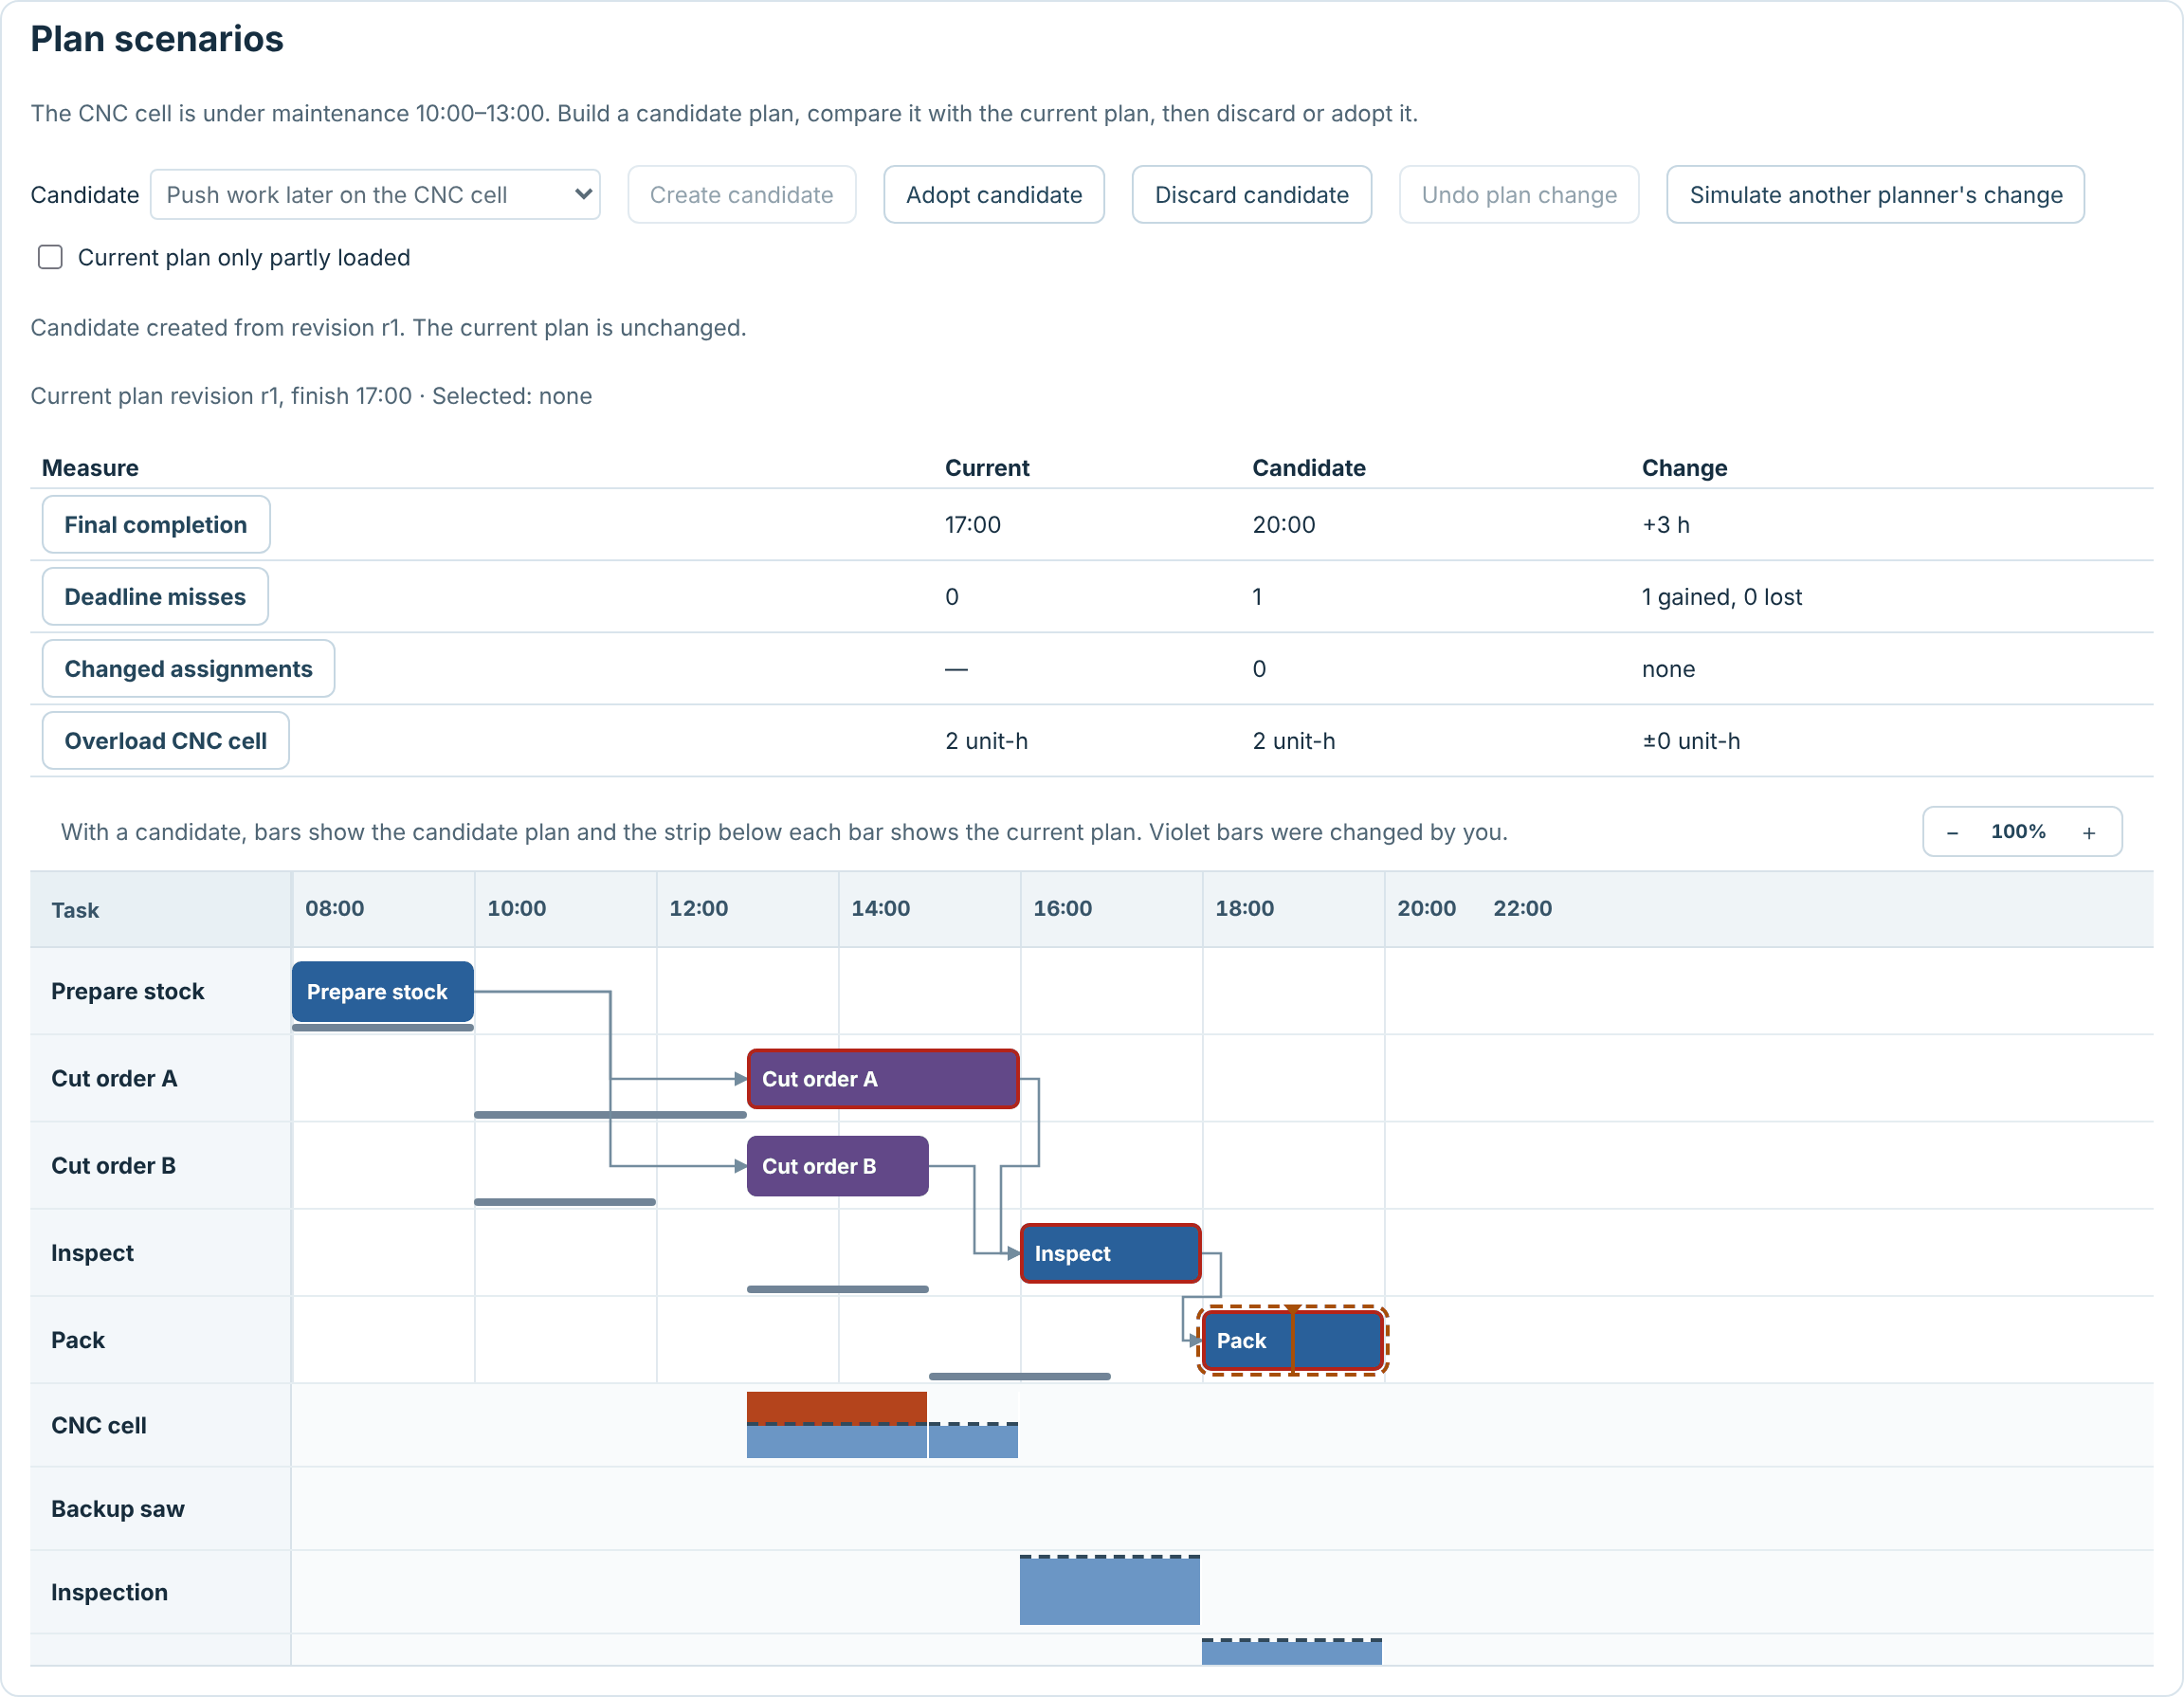 Plan scenarios
The CNC cell is under maintenance 10:00–13:00. Build a candidate plan, compare it with the current plan, then discard or adopt it.
Candidate Push work later on the CNC cell Create candidate Adopt candidate Discard candidate Undo plan change Simulate another planner's change
Current plan only partly loaded
Candidate created from revision r1. The current plan is unchanged.
Current plan revision r1, finish 17:00 · Selected: none
Measure Current Candidate Change
Final completion 17:00 20:00 +3 h
Deadline misses 0 1 1 gained, 0 lost
Changed assignments — 0 none
Overload CNC cell 2 unit-h 2 unit-h ±0 unit-h
With a candidate, bars show the candidate plan and the strip below each bar shows the current plan. Violet bars were changed by you. − 100% +
Task 08:00 10:00 12:00 14:00 16:00 18:00 20:00 22:00
Prepare stock Prepare stock
Cut order A Cut order A
Cut order B Cut order B
Inspect Inspect
Pack Pack
CNC cell
Backup saw
Inspection